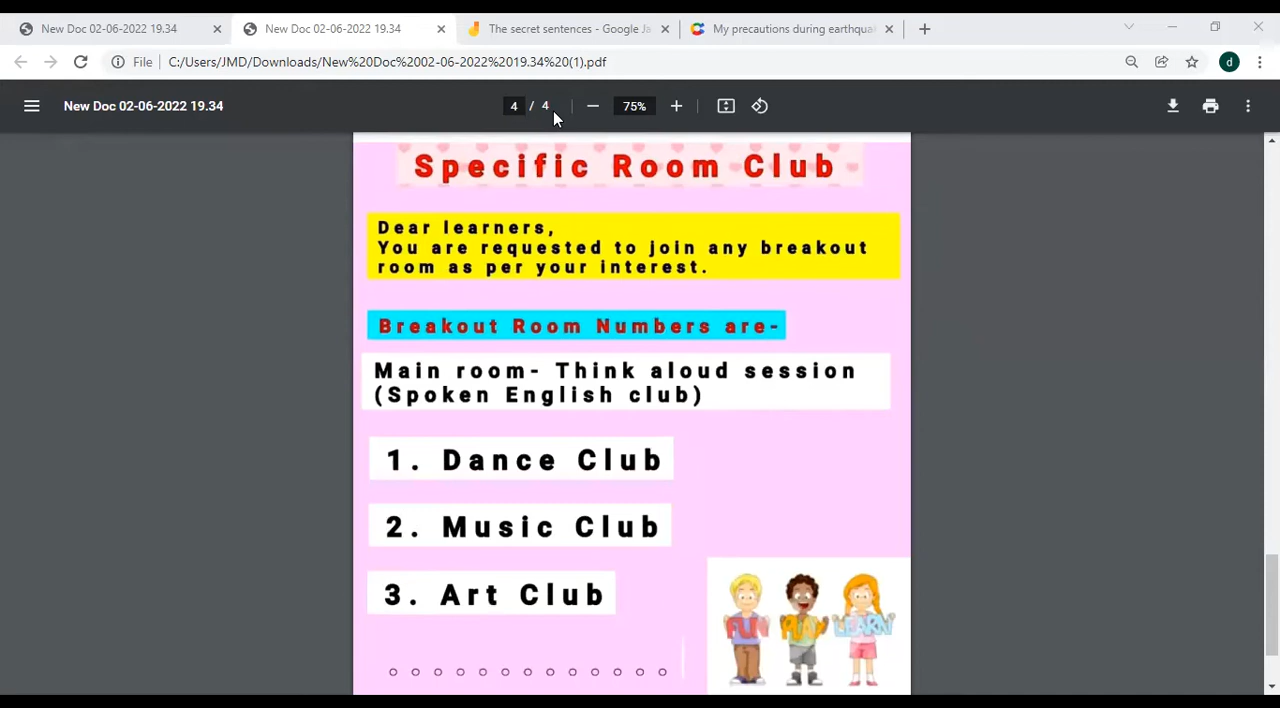 New Doc 02-06-2022 19.34
New Doc 02-06-2022 19.34
The secret sentences - Google Ja
My precautions during earthqua
File
C:/Users/JMD/Downloads/New%20Doc%2002-06-2022%2019.34%20(1).pdf
d
New Doc 02-06-2022 19.34
4 / 4
75%
Specific Room Club
Dear learners,
You are requested to join any breakout
room as per your interest.
Breakout Room Numbers are-
Main room- Think aloud session
(Spoken English club)
1. Dance Club
2. Music Club
3. Art Club
FUN PLAY LEARN